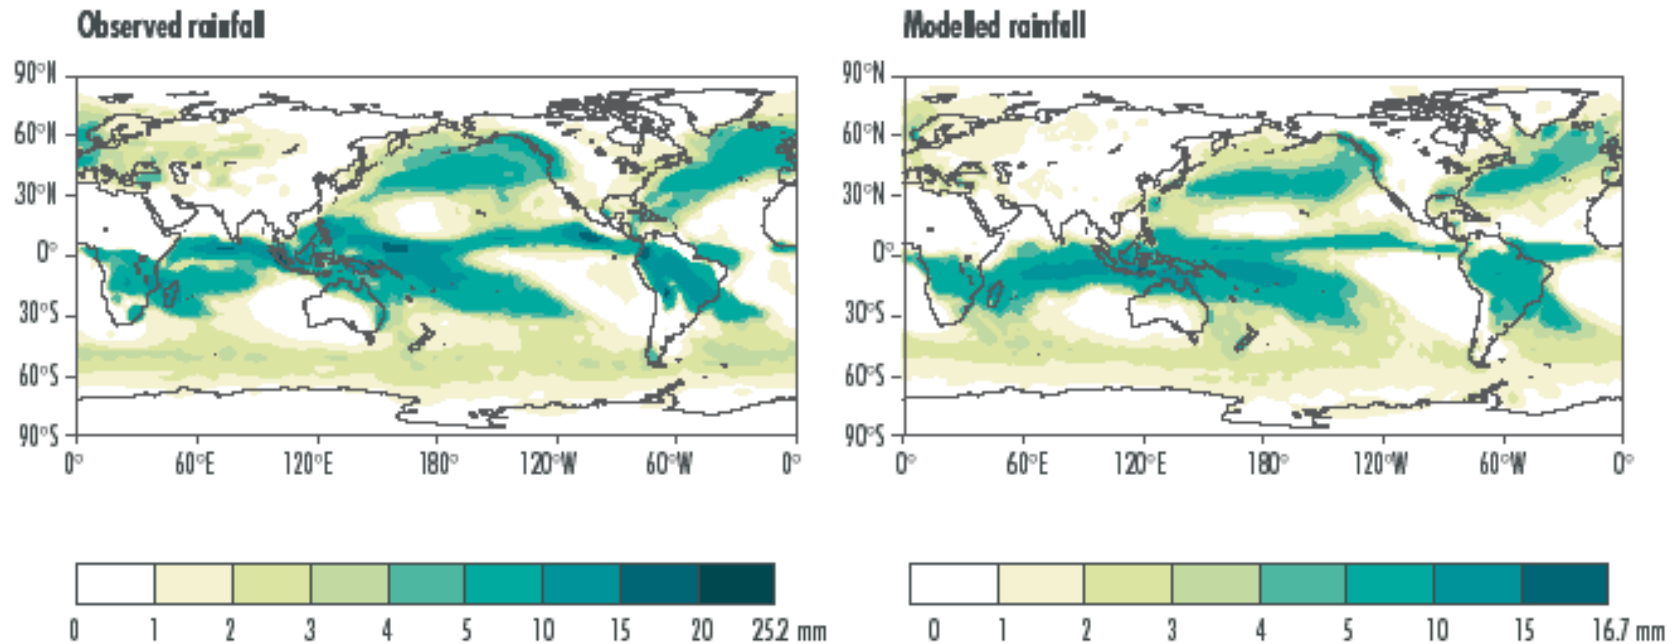 Observed rainfall
Modelled rainfall
90°N
60°N
30°N
0°
30°S
60°S
90°S
0° 60°E 120°E 180° 120°W 60°W 0°
90°N
60°N
30°N
0°
30°S
60°S
90°S
0° 60°E 120°E 180° 120°W 60°W 0°
0 1 2 3 4 5 10 15 20 25.2 mm
0 1 2 3 4 5 10 15 16.7 mm